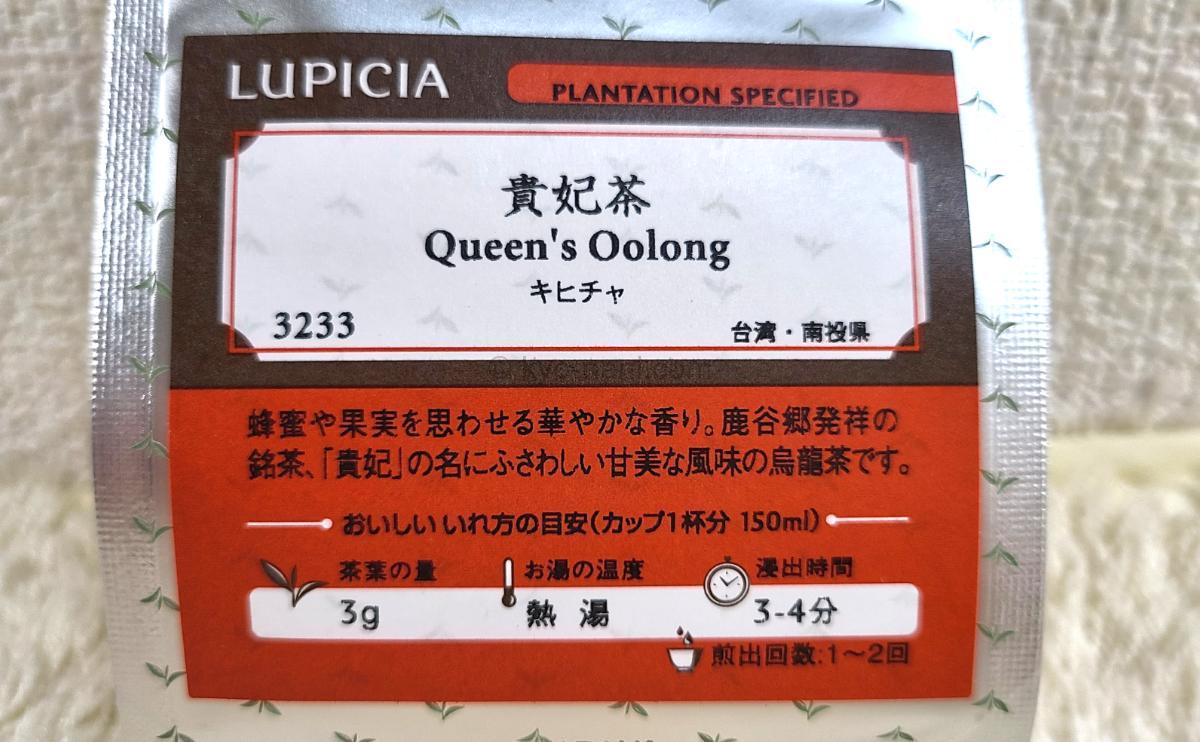 LUPICIA
PLANTATION SPECIFIED
貴妃茶
Queen's Oolong
キヒチャ
3233
台湾・南投県
蜂蜜や果実を思わせる華やかな香り。鹿谷郷発祥の
銘茶、「貴妃」の名にふさわしい甘美な風味の烏龍茶です。
おいしいいれ方の目安(カップ1杯分 150ml)
茶葉の量
お湯の温度
浸出時間
3g
熱 湯
3-4分
煎出回数:1〜2回